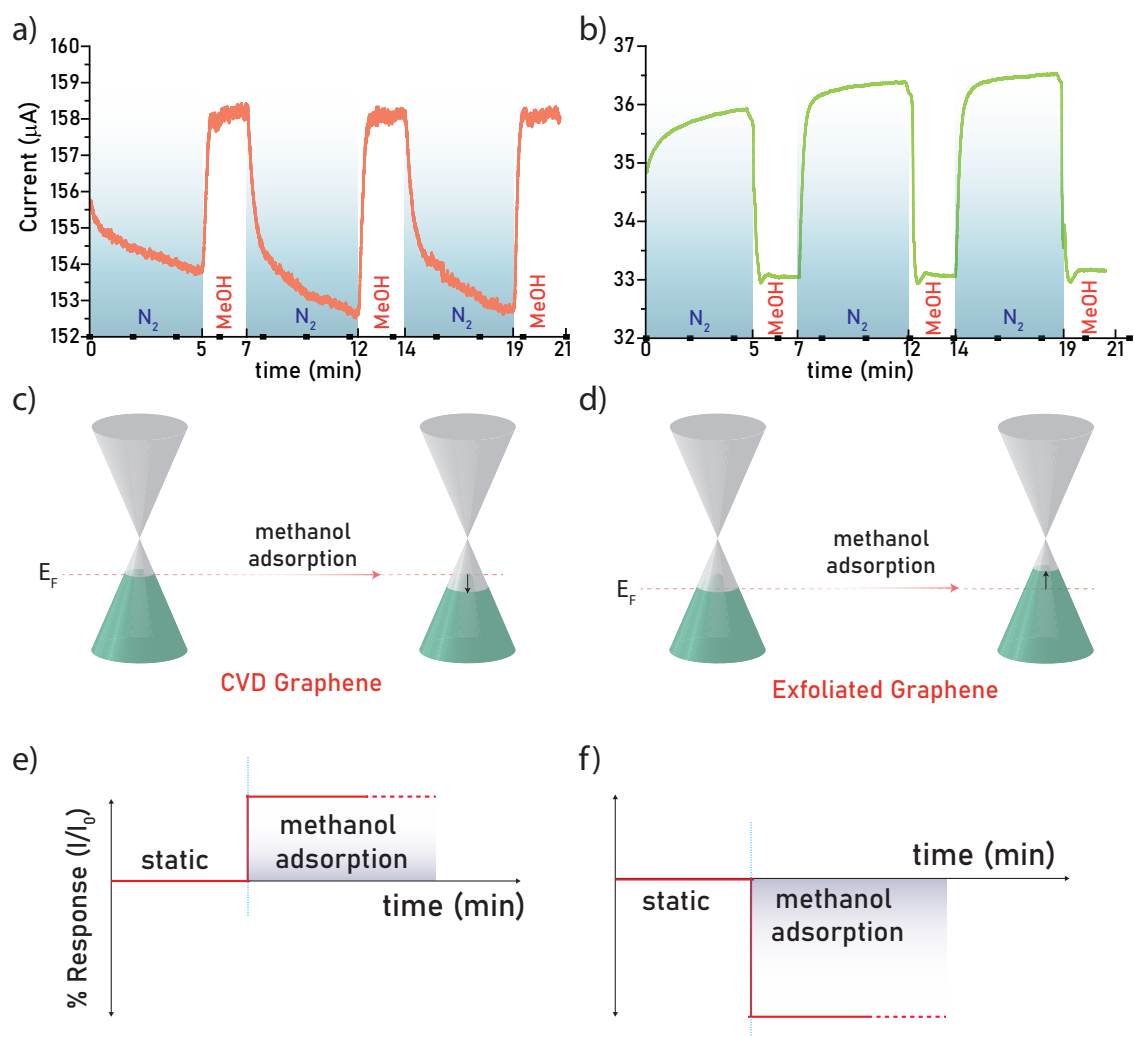 a)
160
159
158
157
156
155
154
153
152
Current (µA)
N2
MeOH
N2
MeOH
N2
MeOH
0
5
7
12
14
19
21
time (min)
b)
37
36
35
34
33
32
N2
MeOH
N2
MeOH
N2
MeOH
0
5
7
12
14
19
21
time (min)
c)
methanol
adsorption
EF
CVD Graphene
d)
methanol
adsorption
EF
Exfoliated Graphene
e)
% Response (I/I0)
static
methanol
adsorption
time (min)
f)
time (min)
static
methanol
adsorption